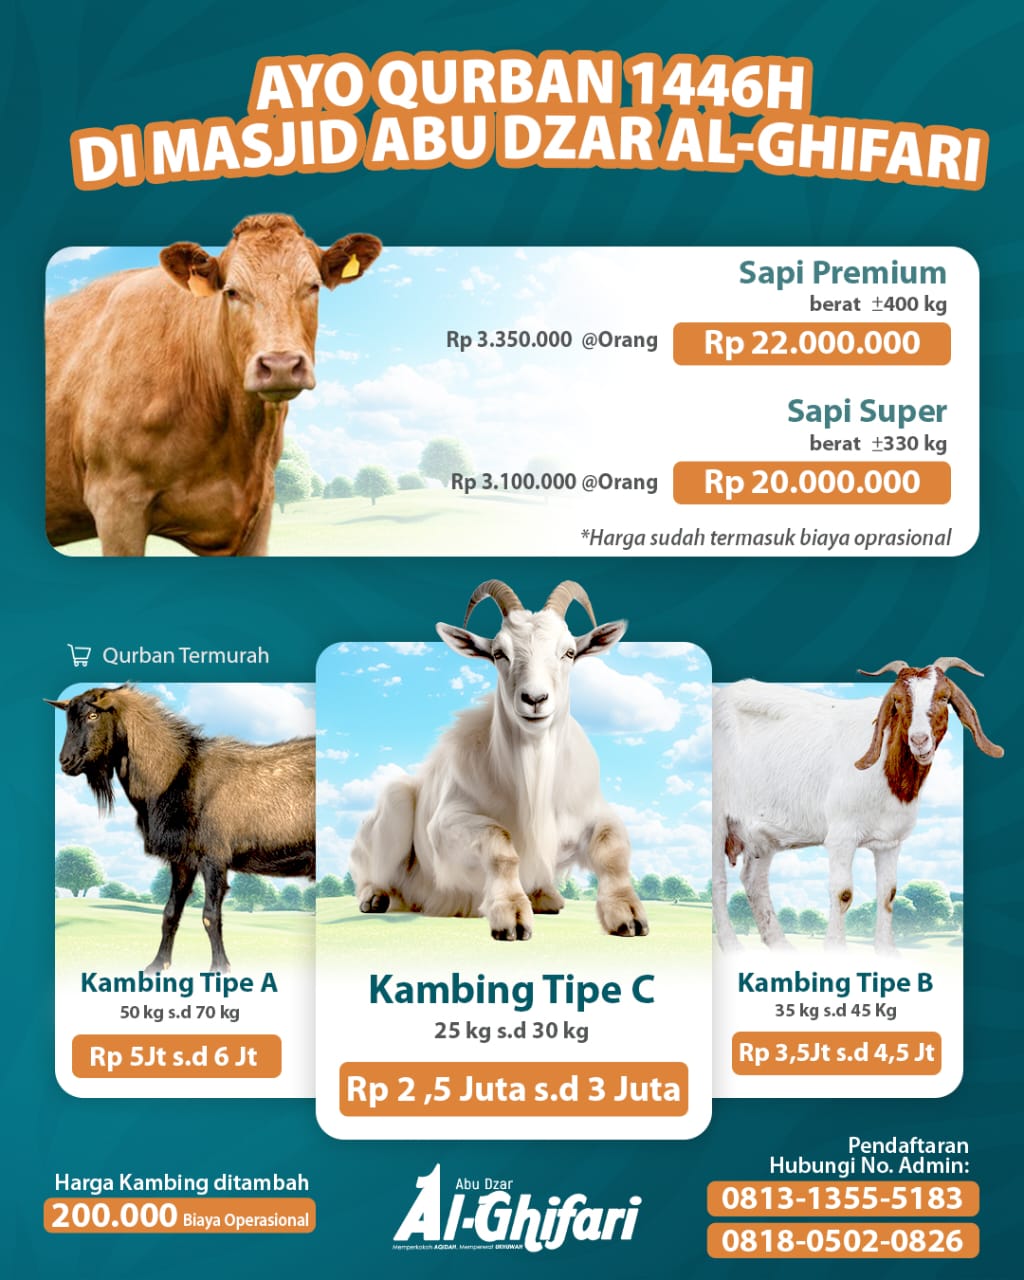 AYO QURBAN 1446H
DI MASJID ABU DZAR AL-GHIFARI
Sapi Premium
berat ±400 kg
Rp 3.350.000 @Orang
Rp 22.000.000
Sapi Super
berat ±330 kg
Rp 3.100.000 @Orang
Rp 20.000.000
*Harga sudah termasuk biaya oprasional
Qurban Termurah
Kambing Tipe A
50 kg s.d 70 kg
Rp 5Jt s.d 6 Jt
Kambing Tipe C
25 kg s.d 30 kg
Rp 2 ,5 Juta s.d 3 Juta
Kambing Tipe B
35 kg s.d 45 Kg
Rp 3,5Jt s.d 4,5 Jt
Harga Kambing ditambah
200.000 Biaya Operasional
Abu Dzar
Al-Ghifari
Memperkokoh AQIDAH, Mempererat UKHUWAH
Pendaftaran
Hubungi No. Admin:
0813-1355-5183
0818-0502-0826